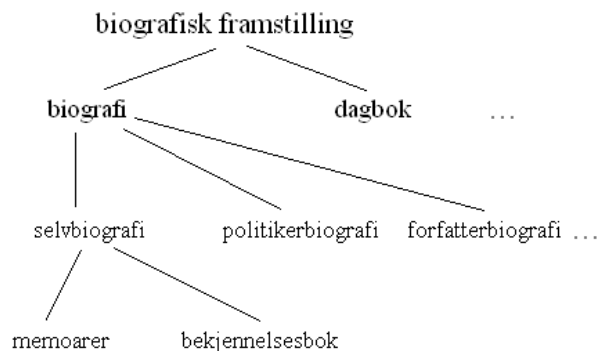 biografisk framstilling
biografi dagbok ...
selvbiografi politikerbiografi forfatterbiografi ...
memoarer bekjennelsesbok